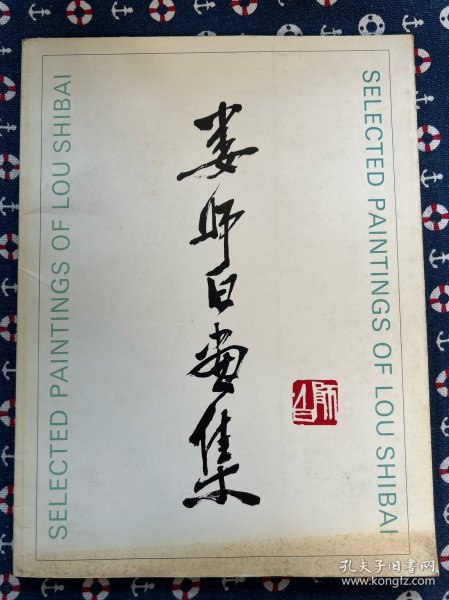 SELECTED PAINTINGS OF LOU SHIBAI
娄师白画集
SELECTED PAINTINGS OF LOU SHIBAI
师白
孔夫子旧书网
www.kongfz.com